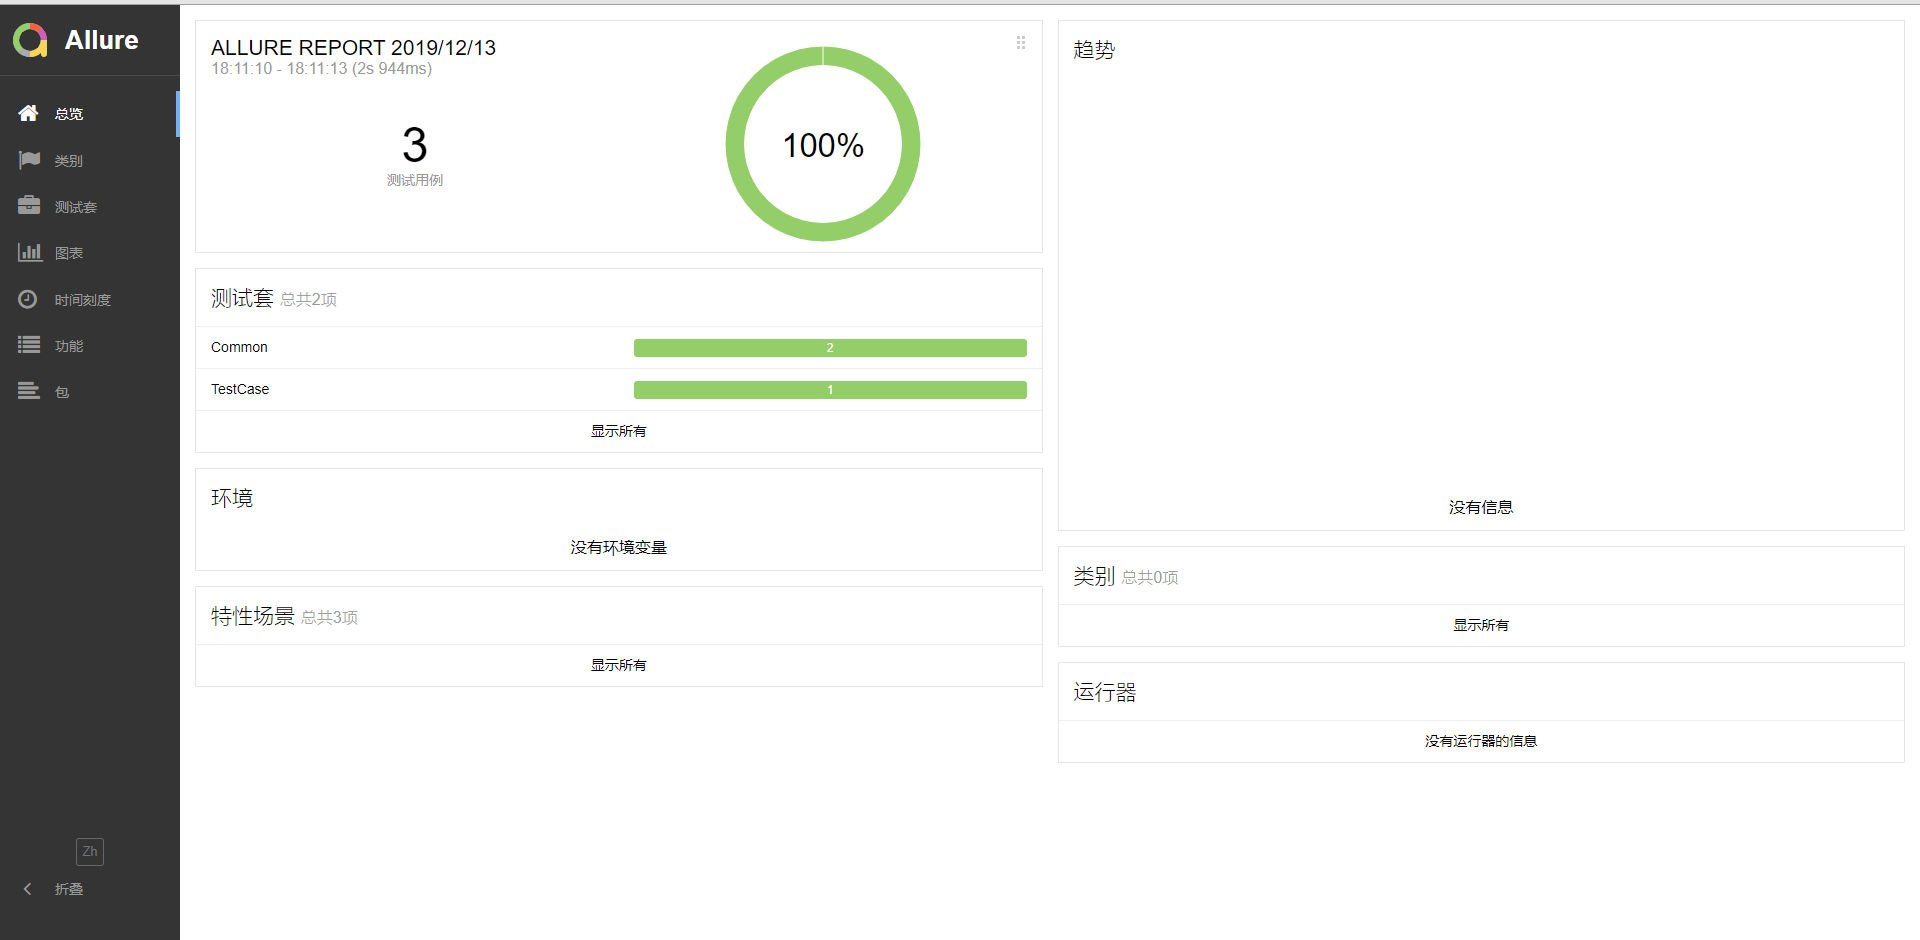 Allure
总览
类别
测试套
图表
时间刻度
功能
包
Zh
折叠
ALLURE REPORT 2019/12/13
18:11:10 - 18:11:13 (2s 944ms)
3
测试用例
100%
测试套 总共2项
Common 2
TestCase 1
显示所有
环境
没有环境变量
特性场景 总共3项
显示所有
趋势
没有信息
类别 总共0项
显示所有
运行器
没有运行器的信息